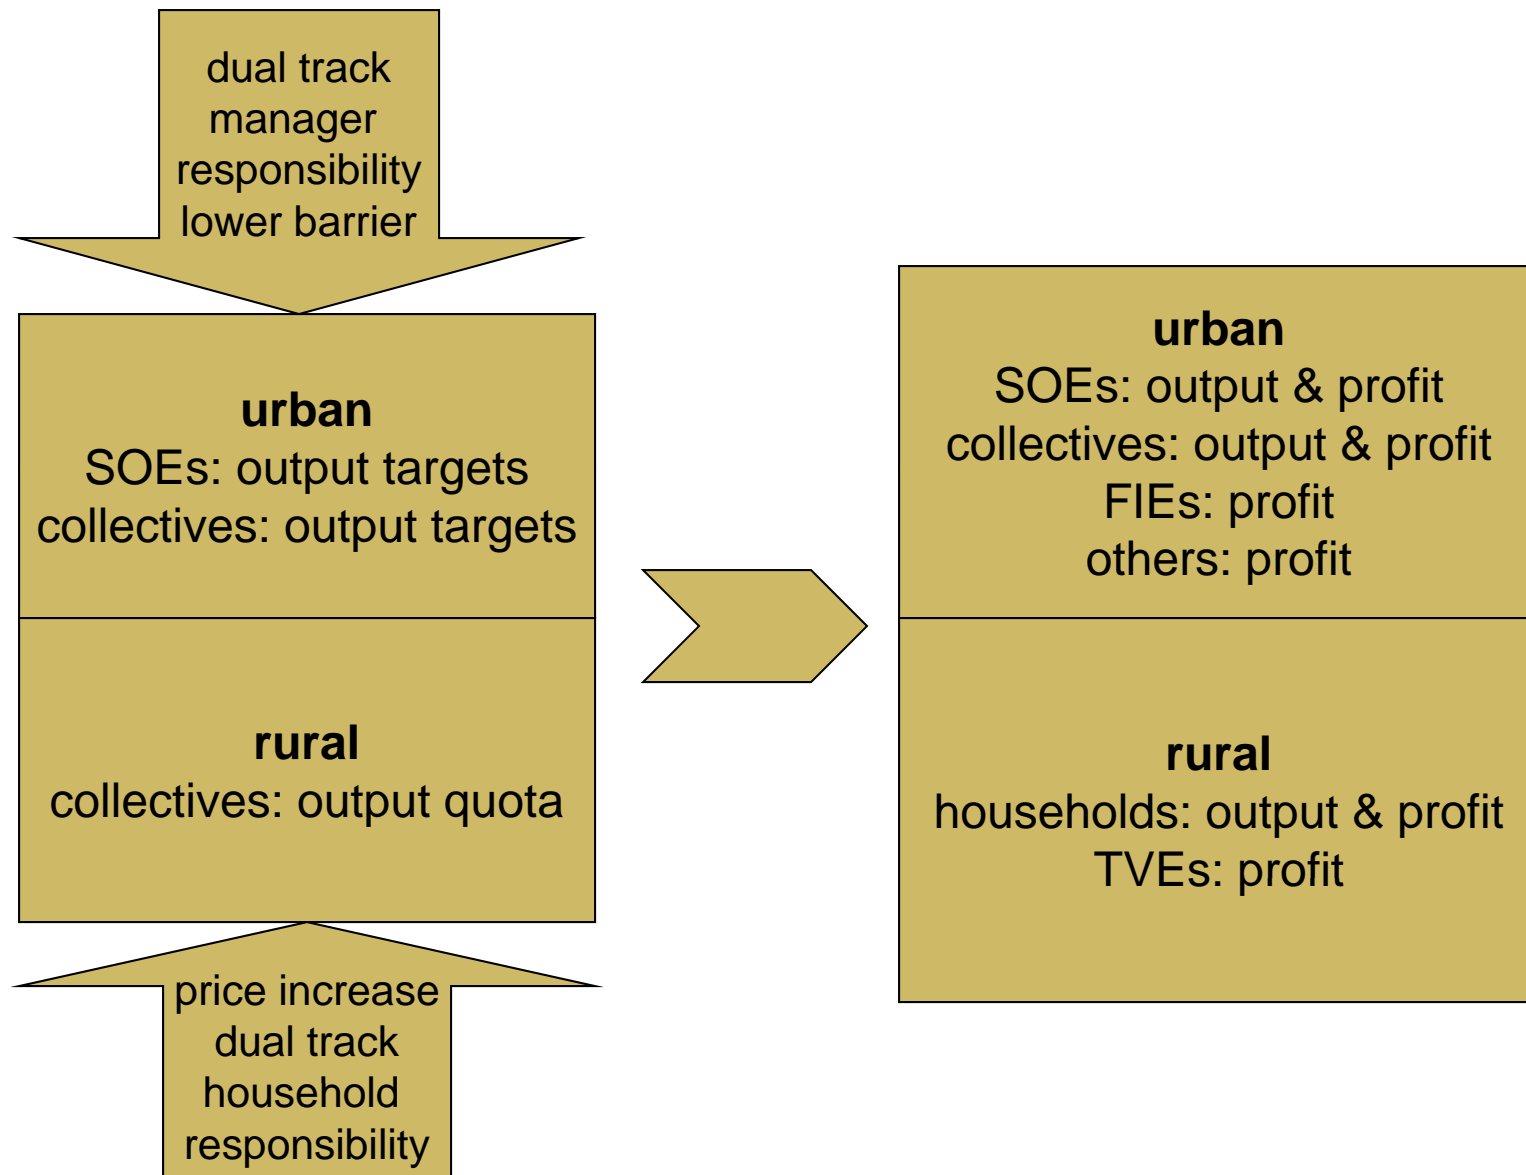 dual track
manager
responsibility
lower barrier
urban
SOEs: output targets
collectives: output targets
rural
collectives: output quota
price increase
dual track
household
responsibility
urban
SOEs: output & profit
collectives: output & profit
FIEs: profit
others: profit
rural
households: output & profit
TVEs: profit